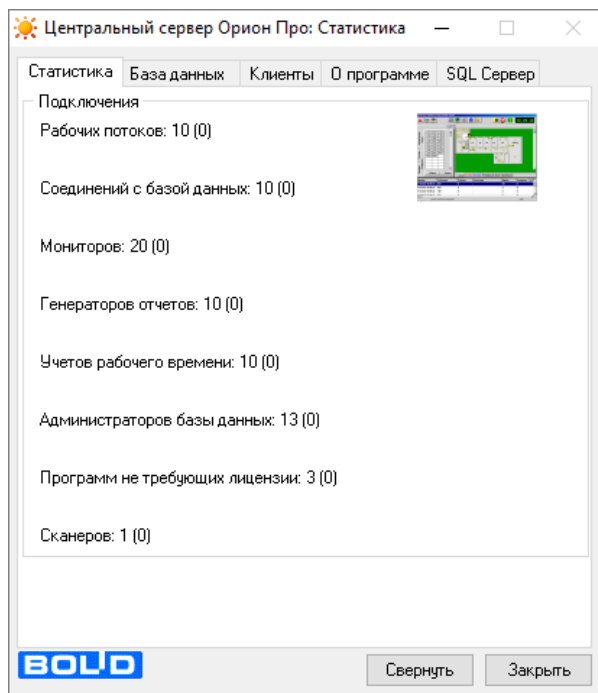 Центральный сервер Орион Про: Статистика
Статистика База данных Клиенты О программе SQL Сервер
Подключения
Рабочих потоков: 10 (0)
Соединений с базой данных: 10 (0)
Мониторов: 20 (0)
Генераторов отчетов: 10 (0)
Учетов рабочего времени: 10 (0)
Администраторов базы данных: 13 (0)
Программ не требующих лицензии: 3 (0)
Сканеров: 1 (0)
BOLID
Свернуть Закрыть